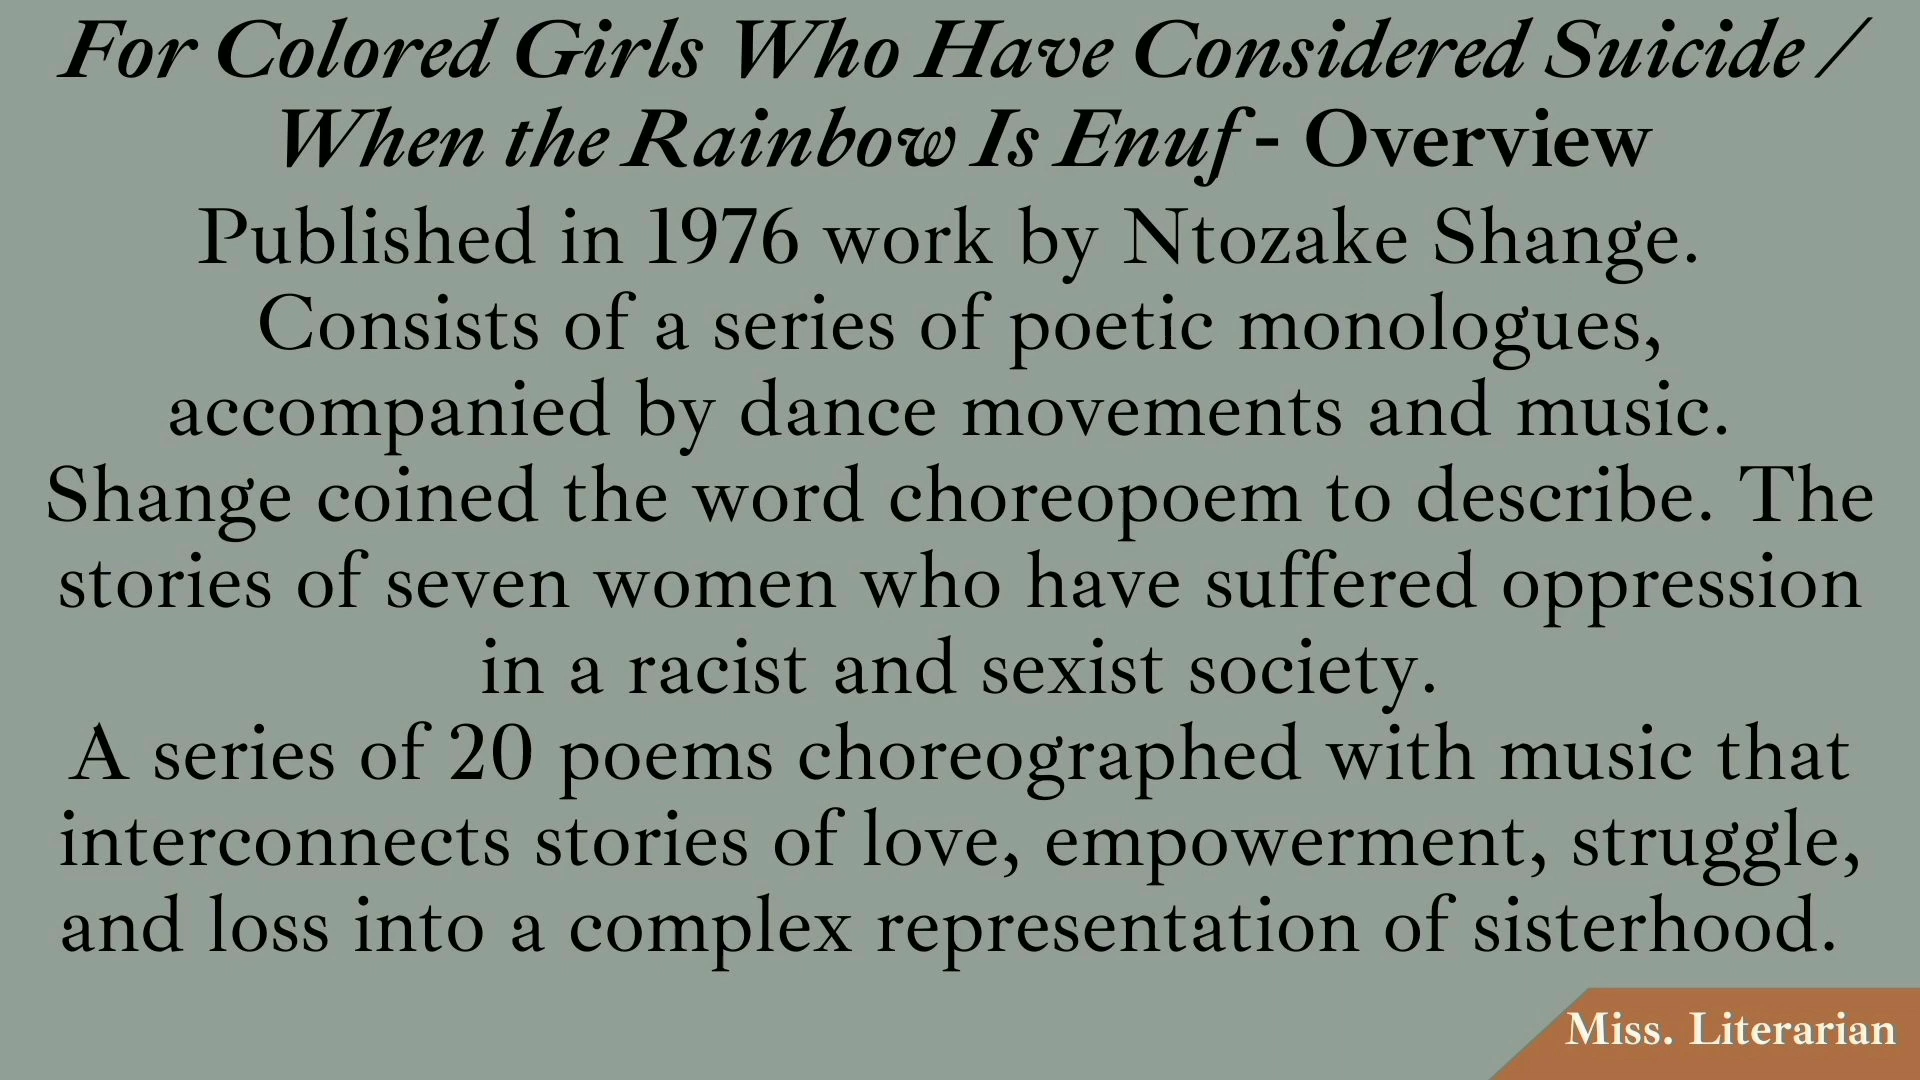 For Colored Girls Who Have Considered Suicide /
When the Rainbow Is Enuf - Overview
Published in 1976 work by Ntozake Shange.
Consists of a series of poetic monologues,
accompanied by dance movements and music.
Shange coined the word choreopoem to describe. The
stories of seven women who have suffered oppression
in a racist and sexist society.
A series of 20 poems choreographed with music that
interconnects stories of love, empowerment, struggle,
and loss into a complex representation of sisterhood.
Miss. Literarian